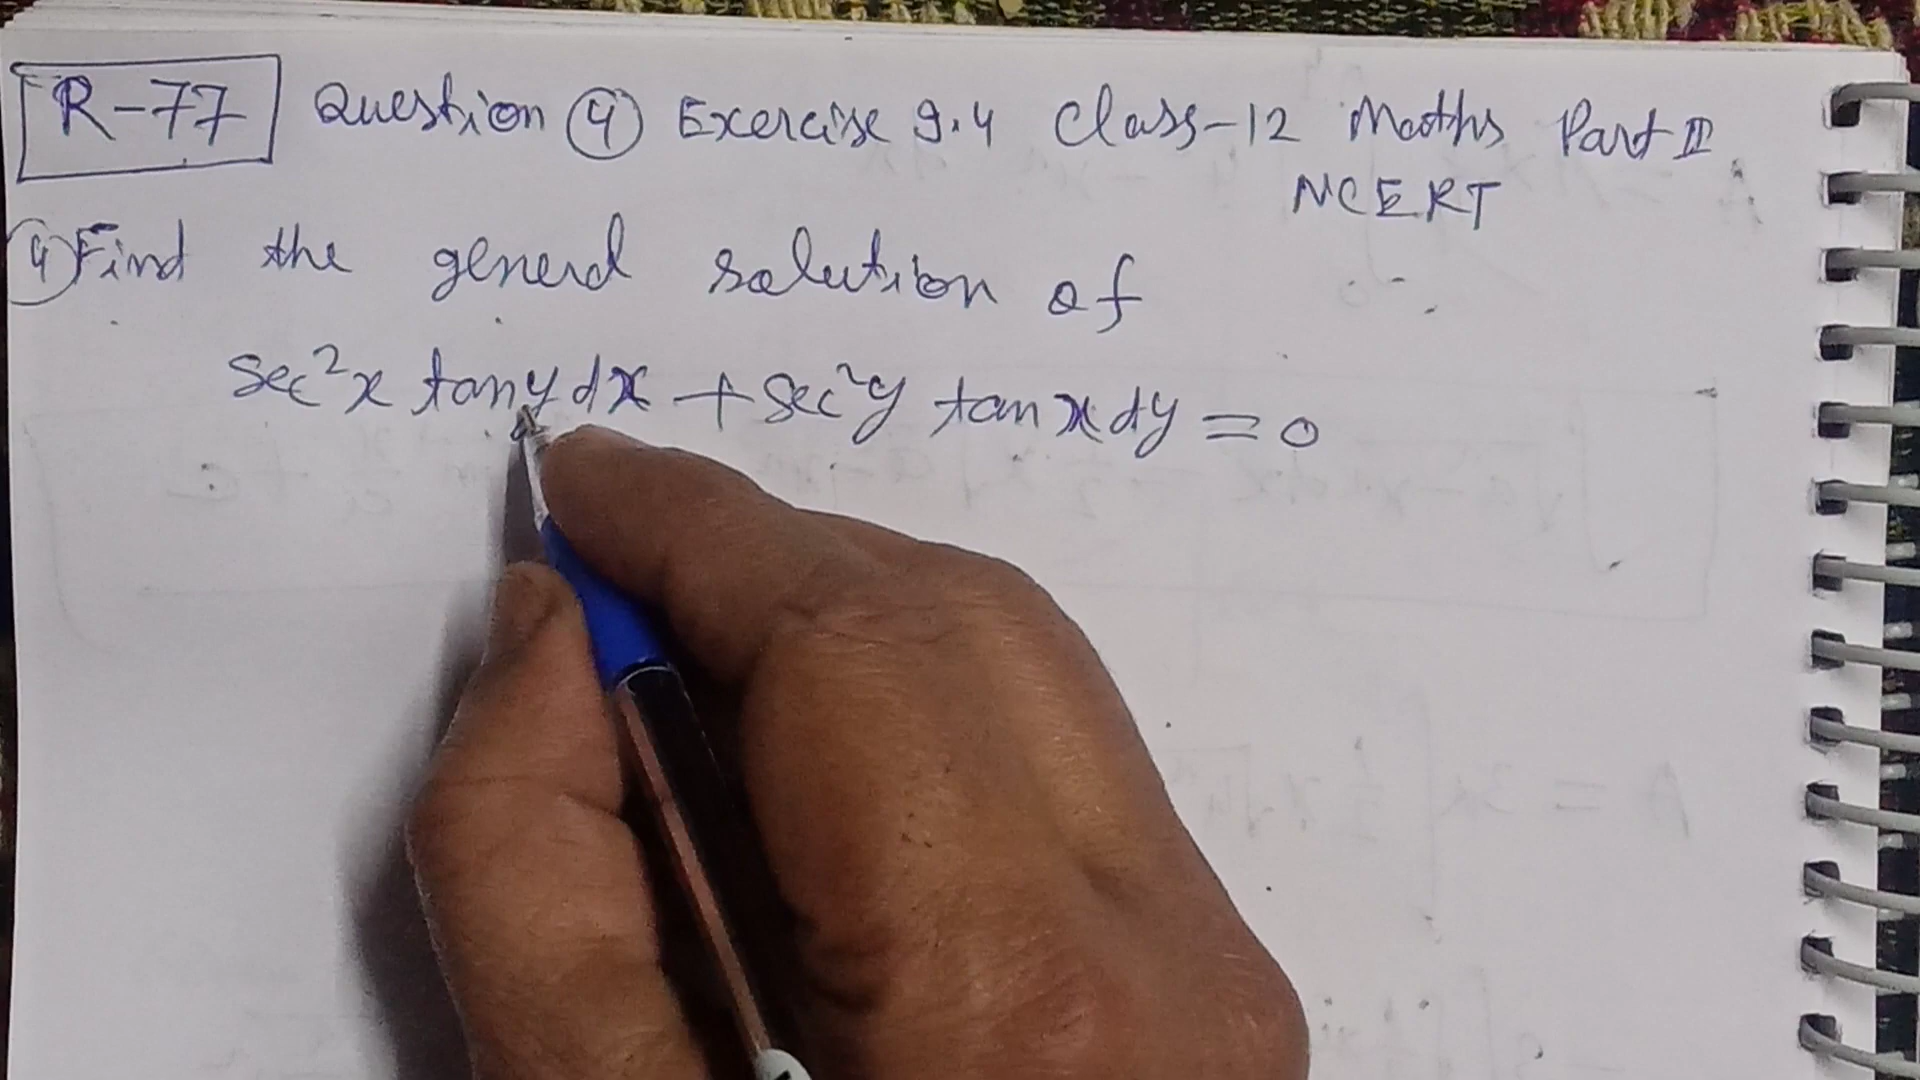 R-77 Question ④ Exercise 9.4 Class-12 Maths Part II
NCERT
④ Find the general solution of
sec²x tany dx + sec²y tan x dy = 0